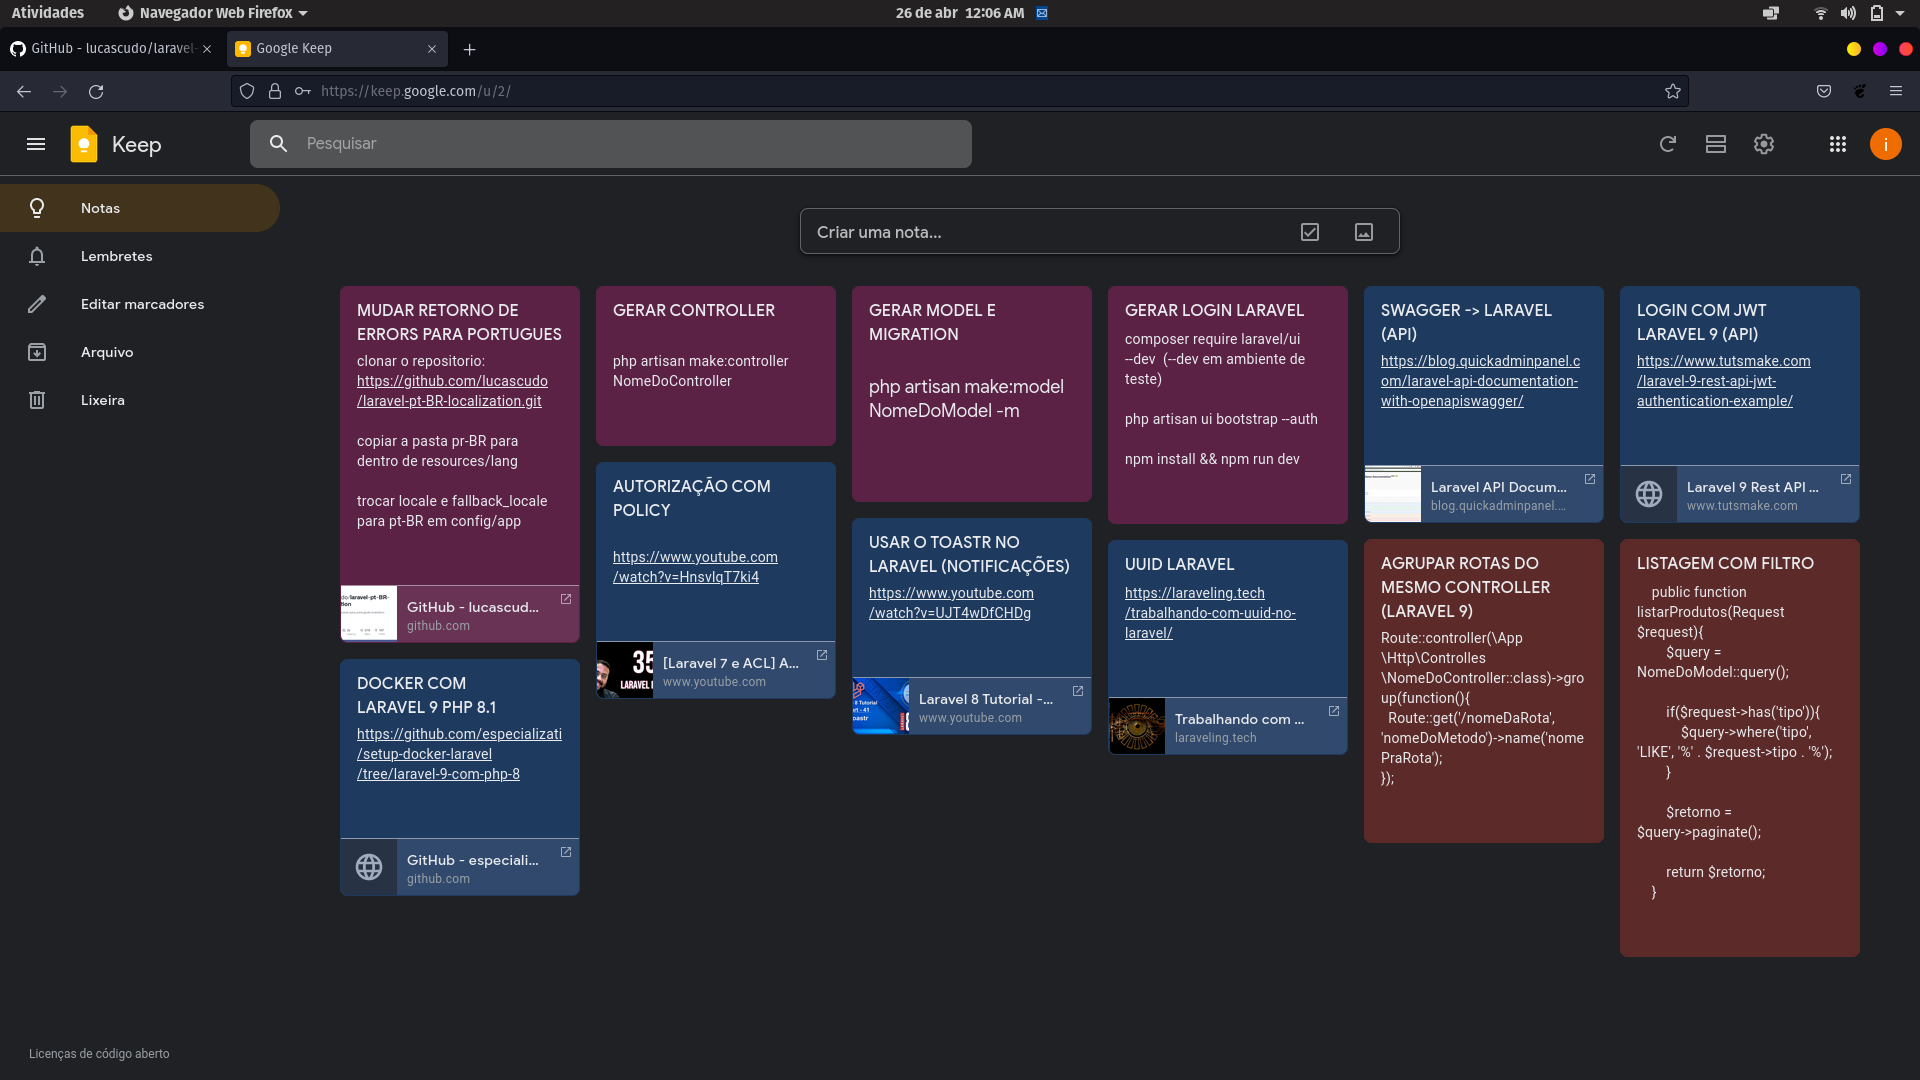 Atividades
Navegador Web Firefox
26 de abr 12:06 AM
GitHub - lucascudo/laravel-
Google Keep
https://keep.google.com/u/2/
Keep
Pesquisar
i
Notas
Lembretes
Editar marcadores
Arquivo
Lixeira
Criar uma nota...
MUDAR RETORNO DE
ERRORS PARA PORTUGUES
clonar o repositorio:
https://github.com/lucascudo
/laravel-pt-BR-localization.git
copiar a pasta pr-BR para
dentro de resources/lang
trocar locale e fallback_locale
para pt-BR em config/app
GitHub - lucascud...
github.com
DOCKER COM
LARAVEL 9 PHP 8.1
https://github.com/especializati
/setup-docker-laravel
/tree/laravel-9-com-php-8
GitHub - especiali...
github.com
GERAR CONTROLLER
php artisan make:controller
NomeDoController
AUTORIZAÇÃO COM
POLICY
https://www.youtube.com
/watch?v=HnsvIqT7ki4
35
LARAVEL
[Laravel 7 e ACL] A...
www.youtube.com
GERAR MODEL E
MIGRATION
php artisan make:model
NomeDoModel -m
USAR O TOASTR NO
LARAVEL (NOTIFICAÇÕES)
https://www.youtube.com
/watch?v=UJT4wDfCHDg
Laravel 8 Tutorial -...
www.youtube.com
GERAR LOGIN LARAVEL
composer require laravel/ui
--dev  (--dev em ambiente de
teste)
php artisan ui bootstrap --auth
npm install && npm run dev
UUID LARAVEL
https://laraveling.tech
/trabalhando-com-uuid-no-
laravel/
Trabalhando com ...
laraveling.tech
SWAGGER -> LARAVEL
(API)
https://blog.quickadminpanel.c
om/laravel-api-documentation-
with-openapiswagger/
Laravel API Docum...
blog.quickadminpanel....
AGRUPAR ROTAS DO
MESMO CONTROLLER
(LARAVEL 9)
Route::controller(\App
\Http\Controlles
\NomeDoController::class)->gro
up(function(){
Route::get('/nomeDaRota',
'nomeDoMetodo')->name('nome
PraRota');
});
LOGIN COM JWT
LARAVEL 9 (API)
https://www.tutsmake.com
/laravel-9-rest-api-jwt-
authentication-example/
Laravel 9 Rest API ...
www.tutsmake.com
LISTAGEM COM FILTRO
public function
listarProdutos(Request
$request){
$query =
NomeDoModel::query();
if($request->has('tipo')){
$query->where('tipo',
'LIKE', '%' . $request->tipo . '%');
}
$retorno =
$query->paginate();
return $retorno;
}
Licenças de código aberto